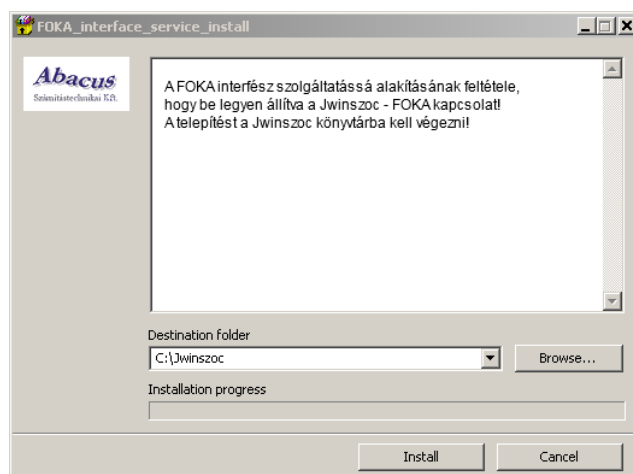 FOKA_interface_service_install
Abacus
Számítástechnikai Kft.
A FOKA interfész szolgáltatássá alakításának feltétele,
hogy be legyen állítva a Jwinszoc - FOKA kapcsolat!
A telepítést a Jwinszoc könyvtárba kell végezni!
Destination folder
C:\Jwinszoc
Browse...
Installation progress
Install
Cancel